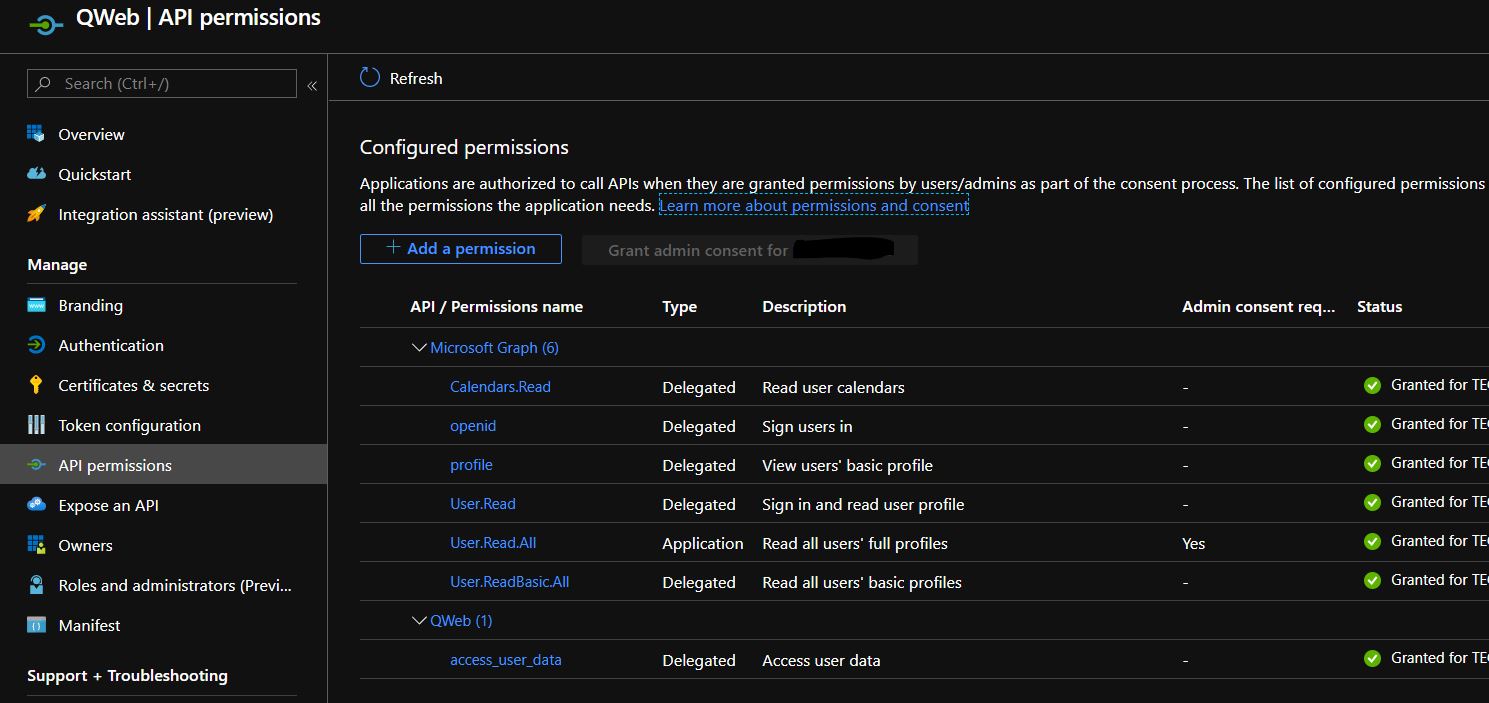 QWeb | API permissions
Search (Ctrl+/)
«
Overview
Quickstart
Integration assistant (preview)
Manage
Branding
Authentication
Certificates & secrets
Token configuration
API permissions
Expose an API
Owners
Roles and administrators (Previ...
Manifest
Support + Troubleshooting
Refresh
Configured permissions
Applications are authorized to call APIs when they are granted permissions by users/admins as part of the consent process. The list of configured permissions
all the permissions the application needs. Learn more about permissions and consent
+ Add a permission Grant admin consent for
API / Permissions name Type Description Admin consent req... Status
Microsoft Graph (6)
Calendars.Read Delegated Read user calendars - Granted for TE
openid Delegated Sign users in - Granted for TE
profile Delegated View users' basic profile - Granted for TE
User.Read Delegated Sign in and read user profile - Granted for TE
User.Read.All Application Read all users' full profiles Yes Granted for TE
User.ReadBasic.All Delegated Read all users' basic profiles - Granted for TE
QWeb (1)
access_user_data Delegated Access user data - Granted for TE